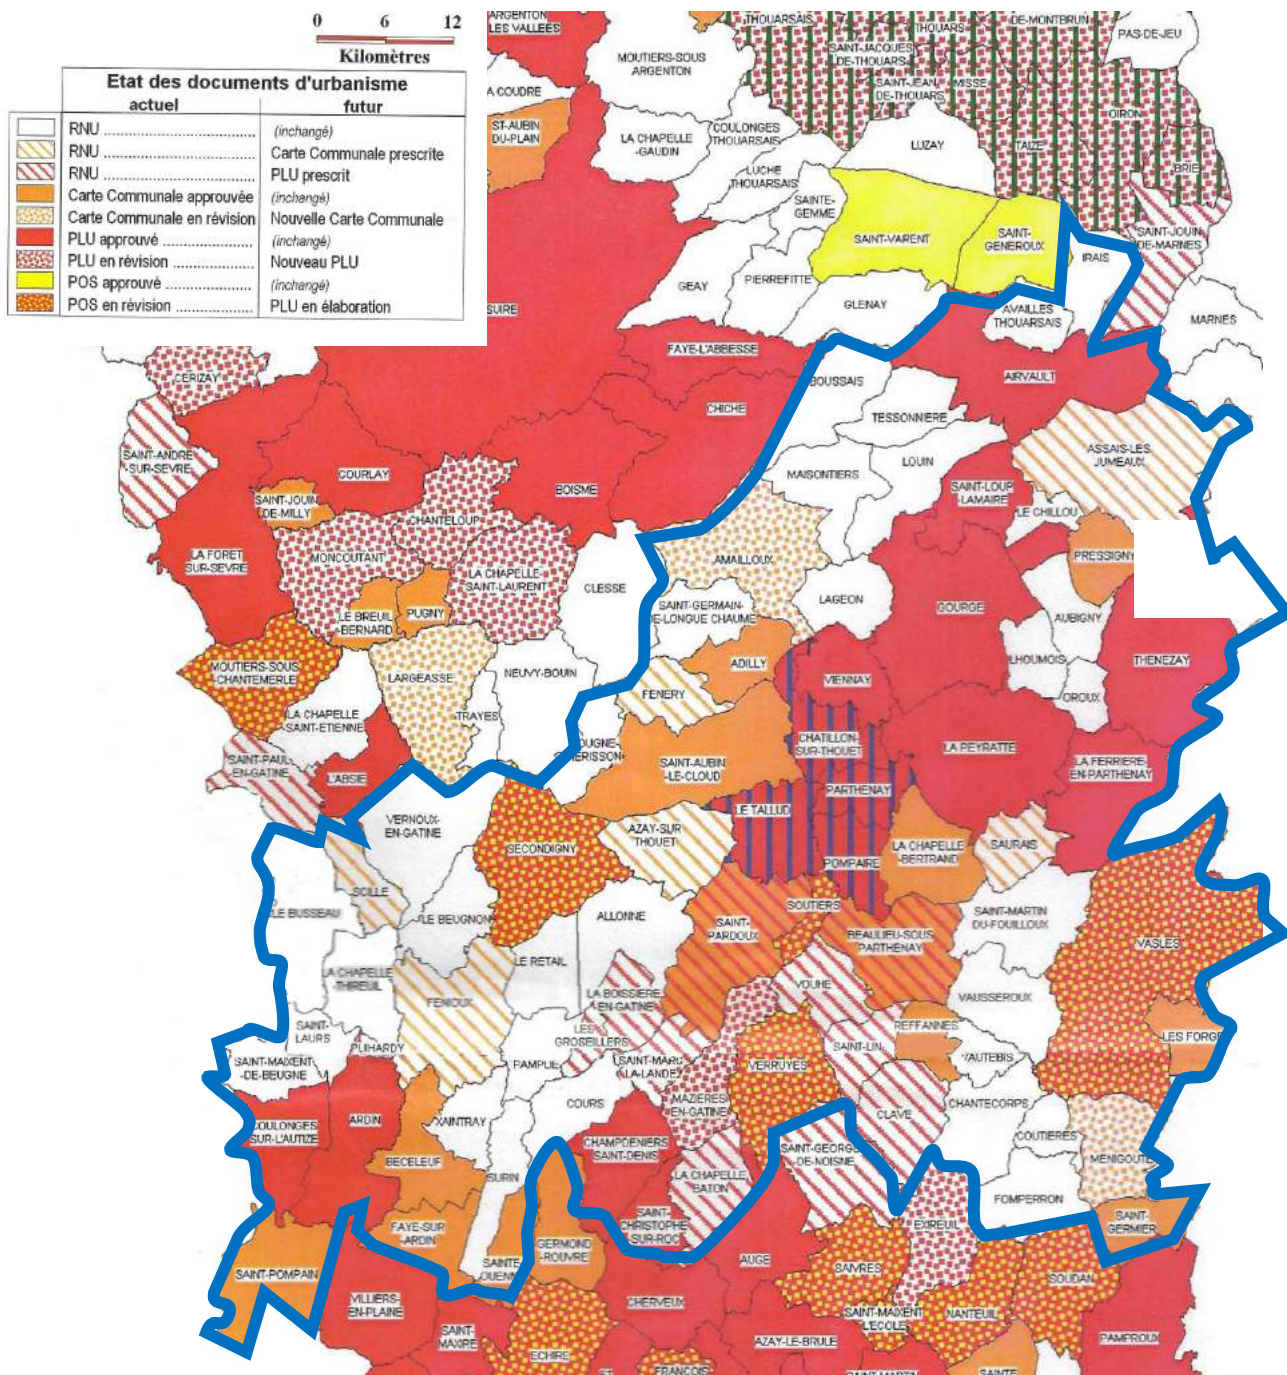 0 6 12
Kilomètres
Etat des documents d'urbanisme
actuel futur
RNU ........................ (inchangé)
RNU ........................ Carte Communale prescrite
RNU ........................ PLU prescrit
Carte Communale approuvée (inchangé)
Carte Communale en révision Nouvelle Carte Communale
PLU approuvé .................... (inchangé)
PLU en révision .................. Nouveau PLU
POS approuvé .................... (inchangé)
POS en révision ................ PLU en élaboration
ARGENTON
LES VALLEES
MOUTIERS-SOUS
ARGENTON
THOUARSAIS
THOUARS
DE-MONTBRUN
PAS-DE-JEU
SAINT-JACQUES
DE-THOUARS
SAINT-JEAN
DE-THOUARS
MISSE
OIRON
A COUDRE
ST-AUBIN
DU-PLAIN
LA CHAPELLE
-GAUDIN
COULONGES
THOUARSAIS
LUZAY
TAIZE
BRIE
LUCHE
THOUARSAIS
SAINTE-
GEMME
SAINT-VARENT
SAINT-
GENEROUX
SAINT-JOUIN
DE-MARNES
IRAIS
GEAY
PIERREFITTE
GLENAY
AVAILLES
THOUARSAIS
MARNES
SUIRE
FAYE-L'ABBESSE
AIRVAULT
CERIZAY
BOUSSAIS
CHICHE
TESSONNIERE
SAINT-ANDRE
-SUR-SEVRE
COURLAY
MAISONTIERS
LOUIN
ASSAIS-LES
JUMEAUX
BOISME
SAINT-LOUP
-LAMAIRE
LE CHILLOU
SAINT-JOUIN
DE-MILLY
CHANTELOUP
LA FORET
SUR-SEVRE
MONCOUTANT
LA CHAPELLE-
SAINT-LAURENT
CLESSE
AMAILLOUX
PRESSIGNY
LE BREUIL
-BERNARD
PUGNY
SAINT-GERMAIN-
DE-LONGUE CHAUME
LAGEON
GOURGE
AUBIGNY
MOUTIERS-SOUS
-CHANTEMERLE
LARGEASSE
NEUVY-BOUIN
ADILLY
VIENNAY
LHOUMOIS
THENEZAY
FENERY
OROUX
LA CHAPELLE
-SAINT-ETIENNE
TRAYES
SAINT-PAUL
-EN-GATINE
L'ABSIE
OUGNE-
HERISSON
SAINT-AUBIN
-LE-CLOUD
CHATILLON-
SUR-THOUET
LA PEYRATTE
LA FERRIERE
-EN-PARTHENAY
PARTHENAY
LE TALLUD
VERNOUX-
EN-GATINE
SECONDIGNY
AZAY-SUR
THOUET
POMPAIRE
LA CHAPELLE
-BERTRAND
SAURAIS
SCILLE
LE BUSSEAU
LE BEUGNON
ALLONNE
SAINT-
PARDOUX
SOUTIERS
BEAULIEU-SOUS
PARTHENAY
SAINT-MARTIN
DU-FOUILLOUX
VASLES
LA CHAPELLE
-THIREUIL
FENIOUX
LE RETAIL
LA BOISSIERE
-EN-GATINE
VOUHE
VAUSSEROUX
SAINT-
LAURS
PUIHARDY
LES
GROSEILLERS
REFFANNES
LES FORGE
SAINT-MAIXENT
-DE-BEUGNE
PAMPLIE
SAINT-MARC
-LA-LANDE
VERRUYES
SAINT-LIN
VAUTEBIS
COULONGES
SUR-L'AUTIZE
ARDIN
XAINTRAY
COURS
MAZIERES
EN-GATINE
CLAVE
CHANTECORPS
COUTIERES
MENIGOUTE
BECELEUF
CHAMPDENIERS
SAINT-DENIS
SAINT-GEORGE
-DE-NOISNE
SURIN
LA CHAPELLE
BATON
FOMPERRON
FAYE-SUR
-ARDIN
GERMOND
-ROUVRE
SAINT-
CHRISTOPHE
-SUR-ROC
EXIREUIL
SAINT-
GERMIER
SAINT-POMPAIN
SAINTE
OUENN
AUGE
SAIVRES
SOUDAN
VILLIERS-
EN-PLAINE
CHERVEUX
SAINT-MAIXENT
L'ECOLE
NANTEUIL
SAINT-
MAXIRE
ECHIRE
AZAY-LE-BRULE
PAMPROUX
FRANCOIS
ST
SAINT-MARTIN
SAINTE